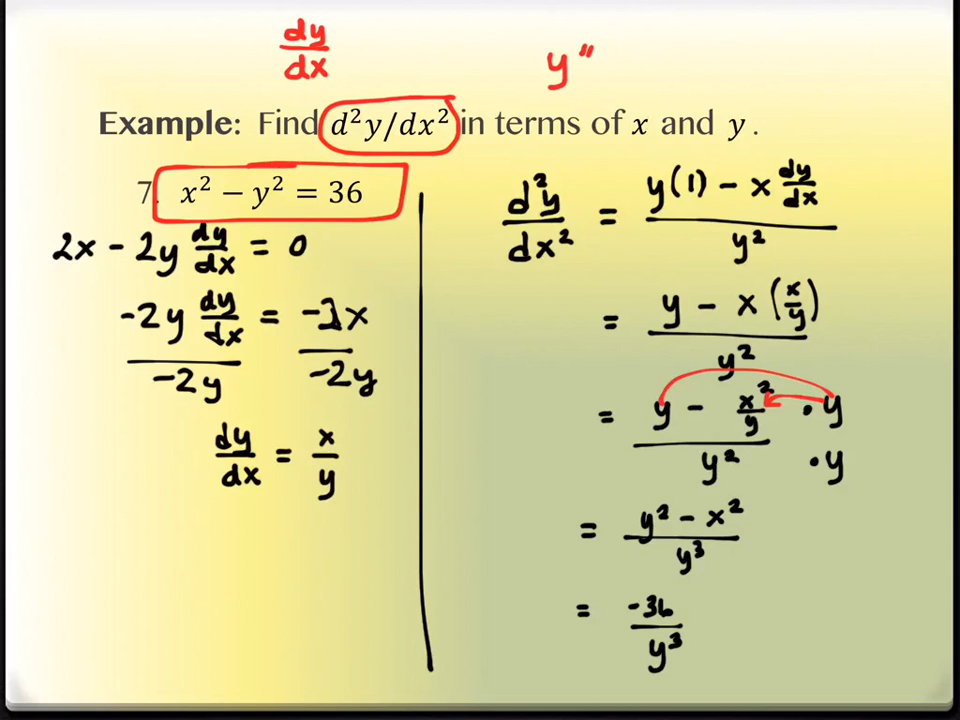 dy/dx y″
Example: Find d²y/dx² in terms of x and y.
7. x² − y² = 36
2x - 2y dy/dx = 0
-2y dy/dx = -2x
-2y -2y
dy/dx = x/y
d²y/dx² = (y(1) - x dy/dx)/y²
= (y - x(x/y))/y²
= (y - x²/y)/y² · y/· y
= (y² - x²)/y³
= -36/y³